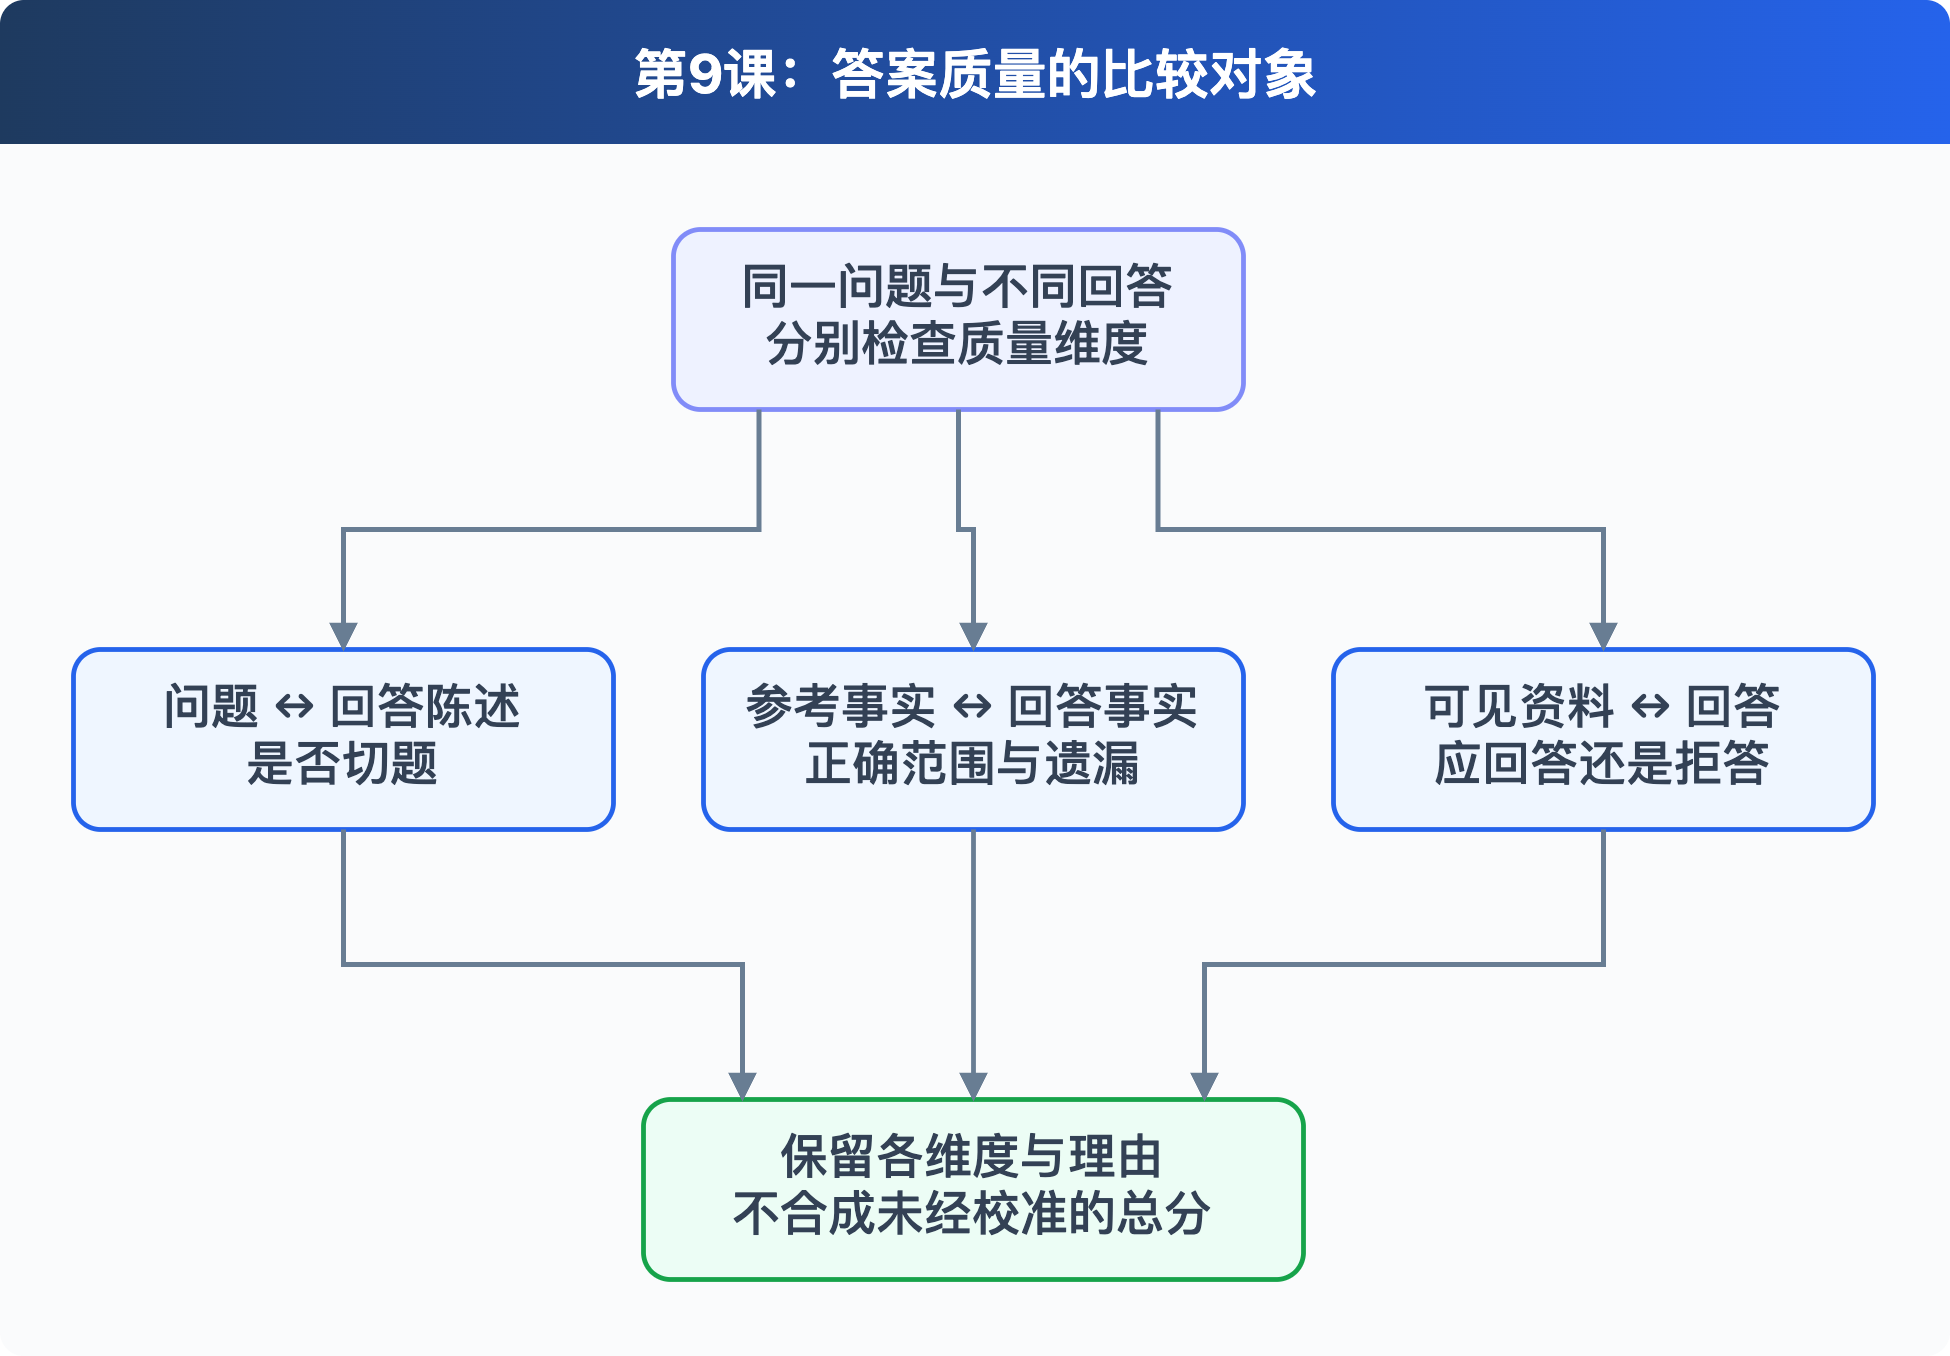 第9课：答案质量的比较对象
同一问题与不同回答
分别检查质量维度
问题 ↔ 回答陈述
是否切题
参考事实 ↔ 回答事实
正确范围与遗漏
可见资料 ↔ 回答
应回答还是拒答
保留各维度与理由
不合成未经校准的总分